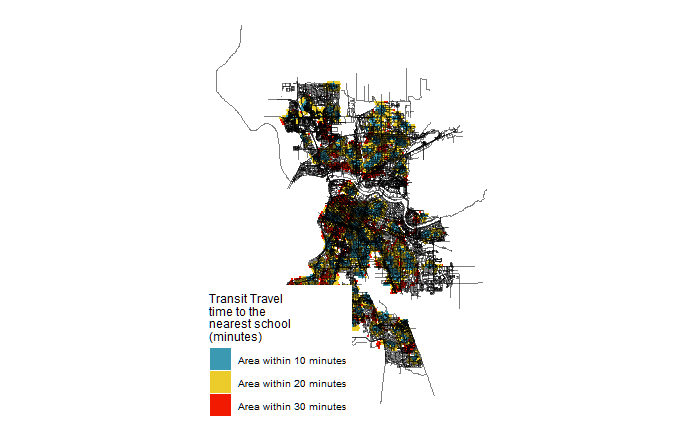 Transit Travel
time to the
nearest school
(minutes)
Area within 10 minutes
Area within 20 minutes
Area within 30 minutes